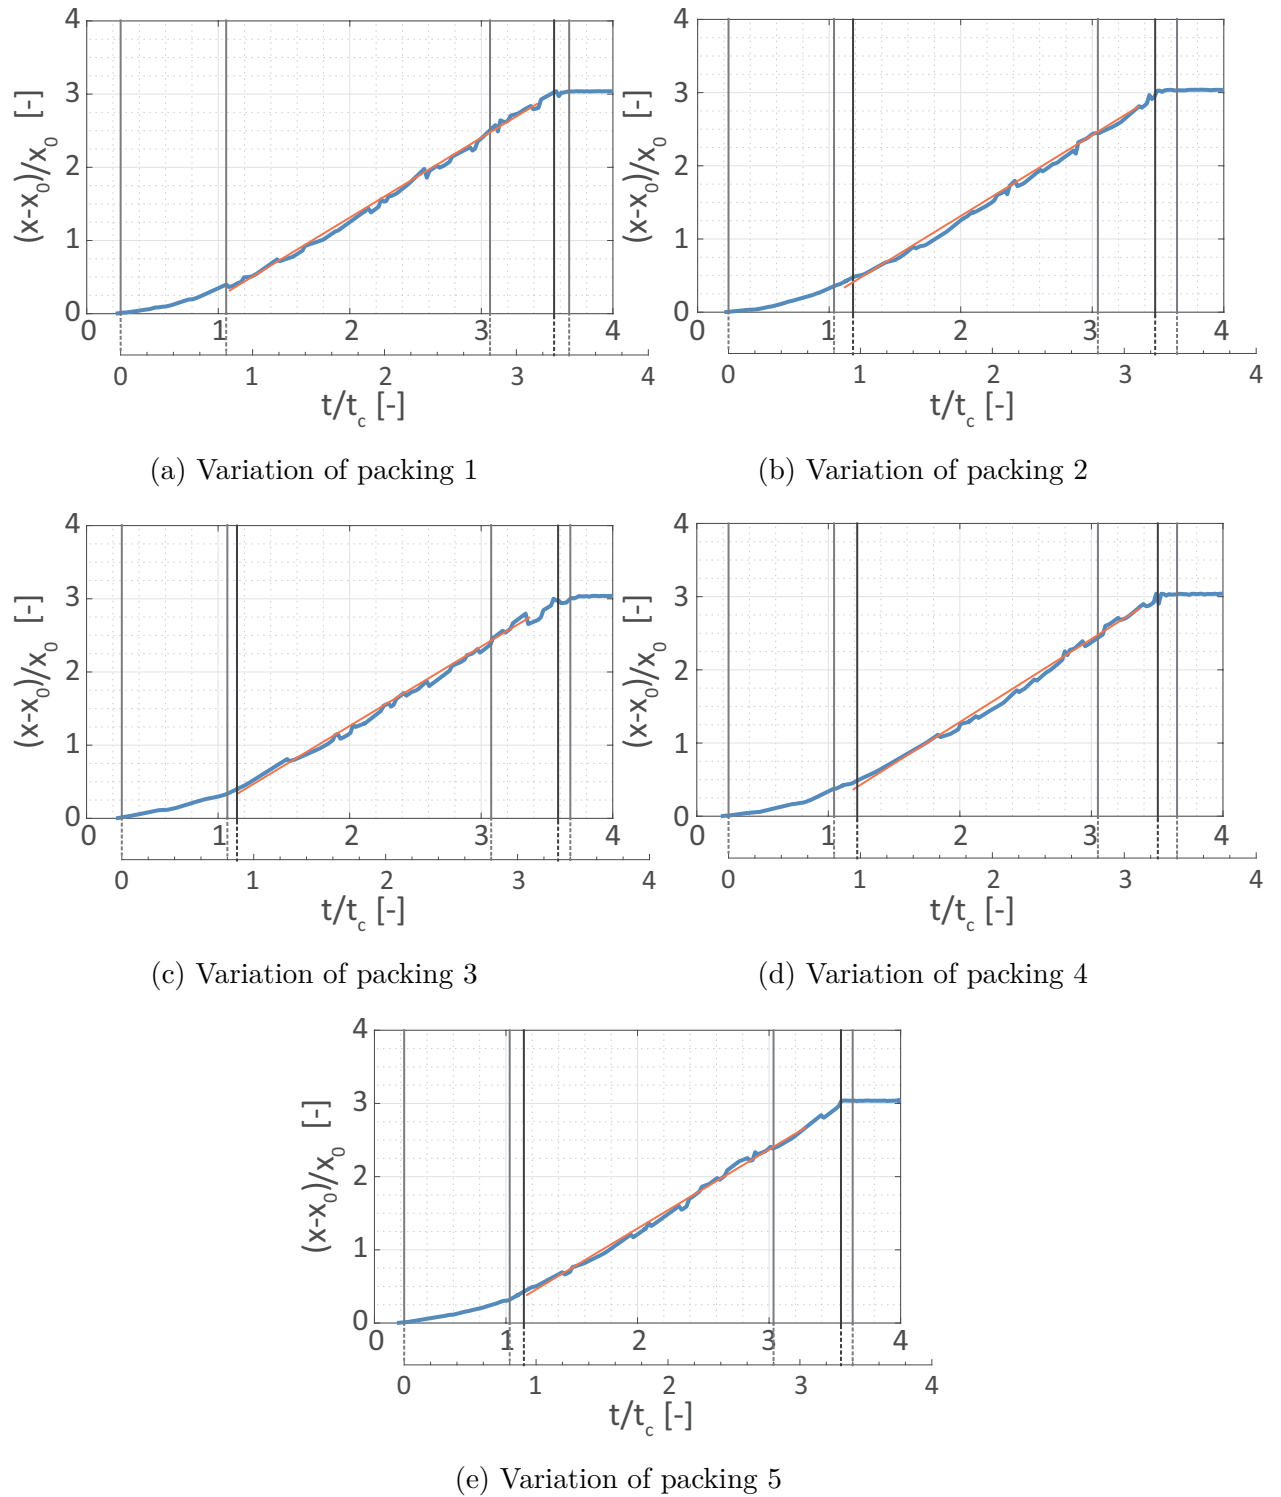 4 4
3 3
2 2
1 1
0 0
(x-x₀)/x₀ [-] (x-x₀)/x₀ [-]
0 1 2 3 4 0 1 2 3 4
0 1 2 3 4 0 1 2 3 4
t/t_c [-] t/t_c [-]
(a) Variation of packing 1 (b) Variation of packing 2
4 4
3 3
2 2
1 1
0 0
(x-x₀)/x₀ [-] (x-x₀)/x₀ [-]
0 1 2 3 4 0 1 2 3 4
0 1 2 3 4 0 1 2 3 4
t/t_c [-] t/t_c [-]
(c) Variation of packing 3 (d) Variation of packing 4
4
3
2
1
0
(x-x₀)/x₀ [-]
0 1 2 3 4
0 1 2 3 4
t/t_c [-]
(e) Variation of packing 5